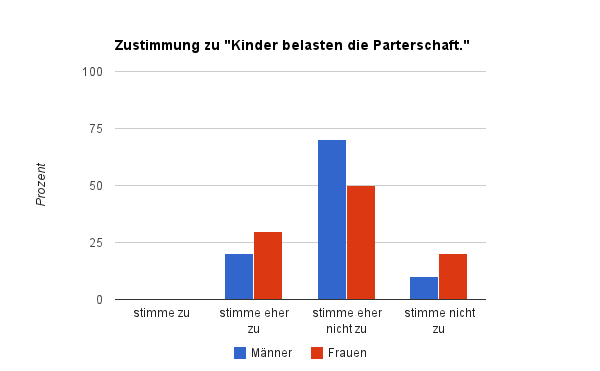 Zustimmung zu "Kinder belasten die Parterschaft."
100
75
50
25
0
Prozent
stimme zu
stimme eher
zu
stimme eher
nicht zu
stimme nicht
zu
Männer
Frauen